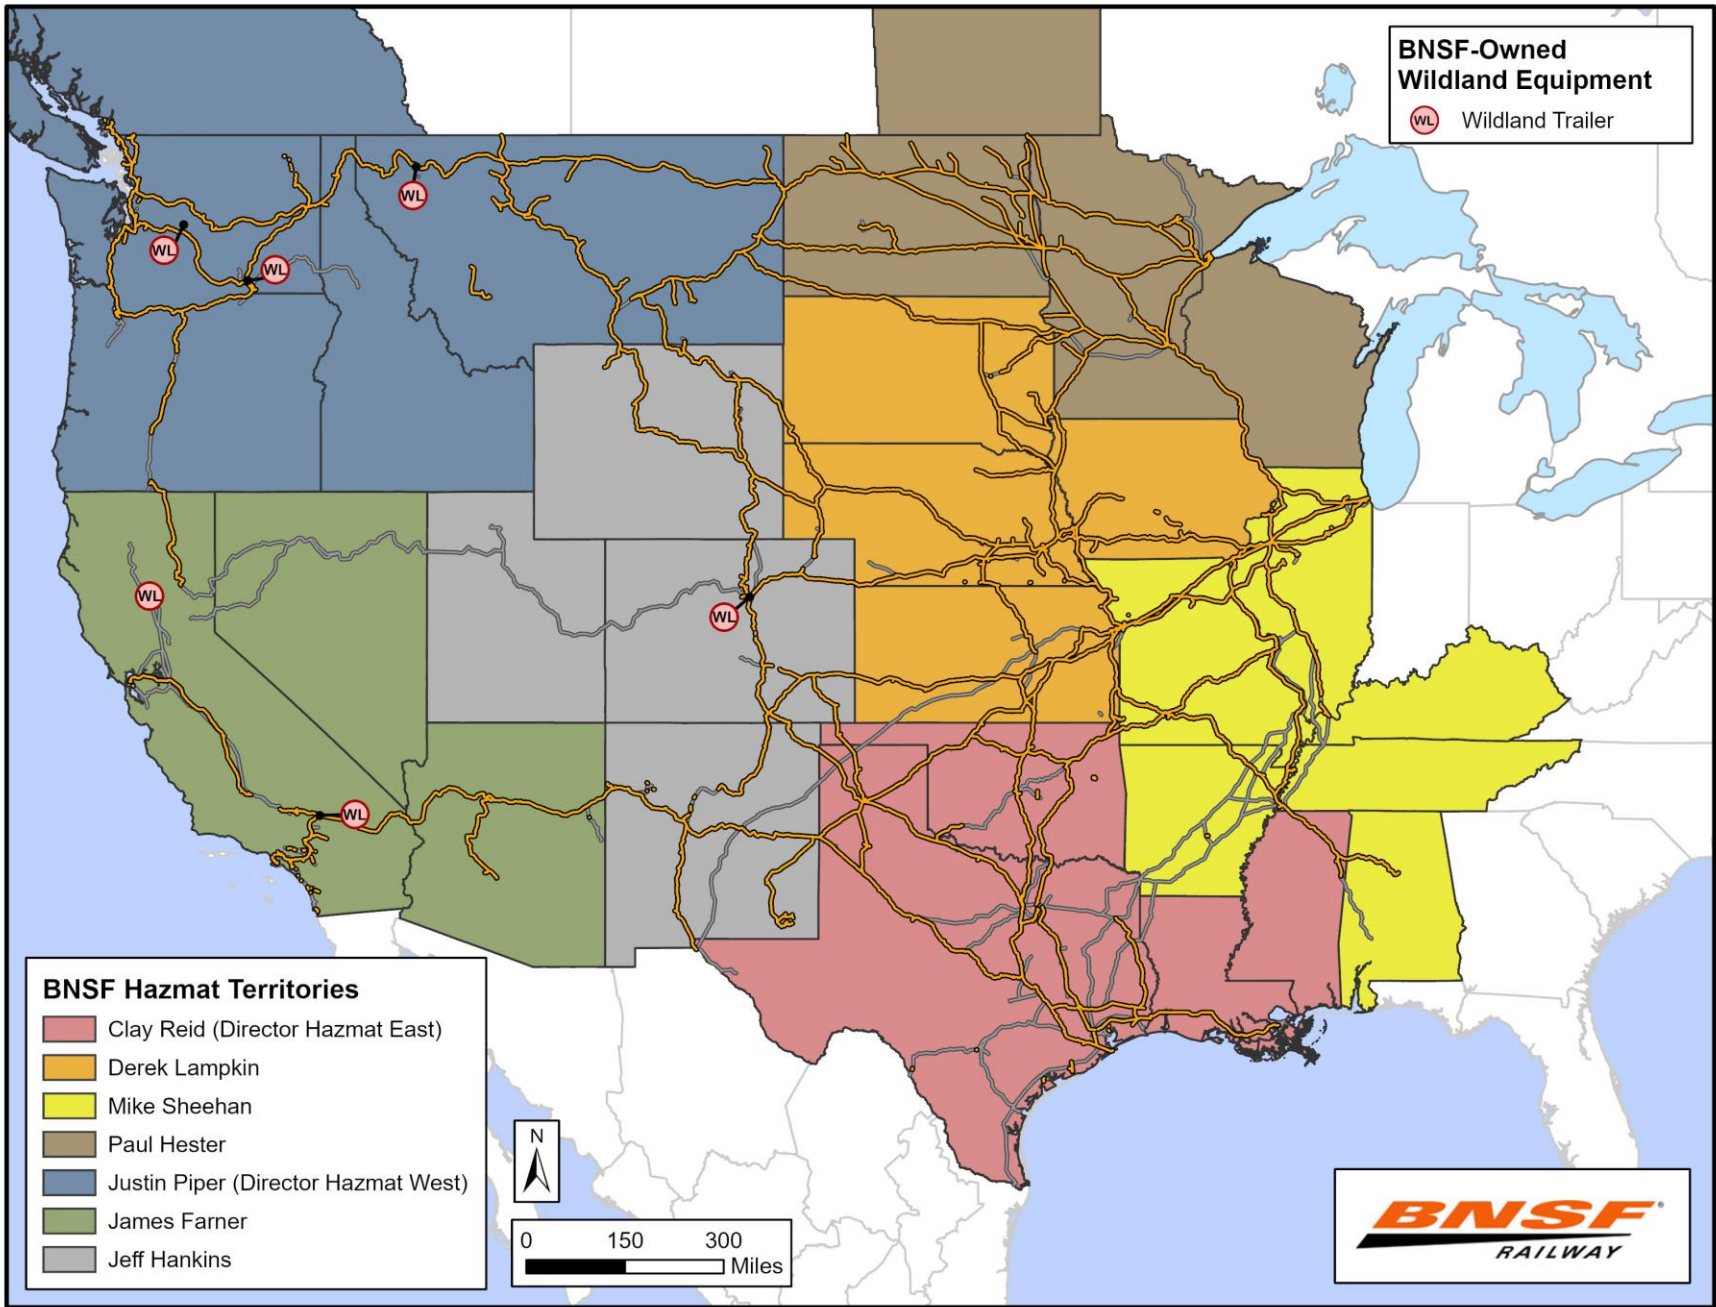 BNSF-Owned
Wildland Equipment
WL Wildland Trailer
WL
WL
WL
WL
WL
WL
BNSF Hazmat Territories
Clay Reid (Director Hazmat East)
Derek Lampkin
Mike Sheehan
Paul Hester
Justin Piper (Director Hazmat West)
James Farner
Jeff Hankins
N
0 150 300
Miles
BNSF®
RAILWAY